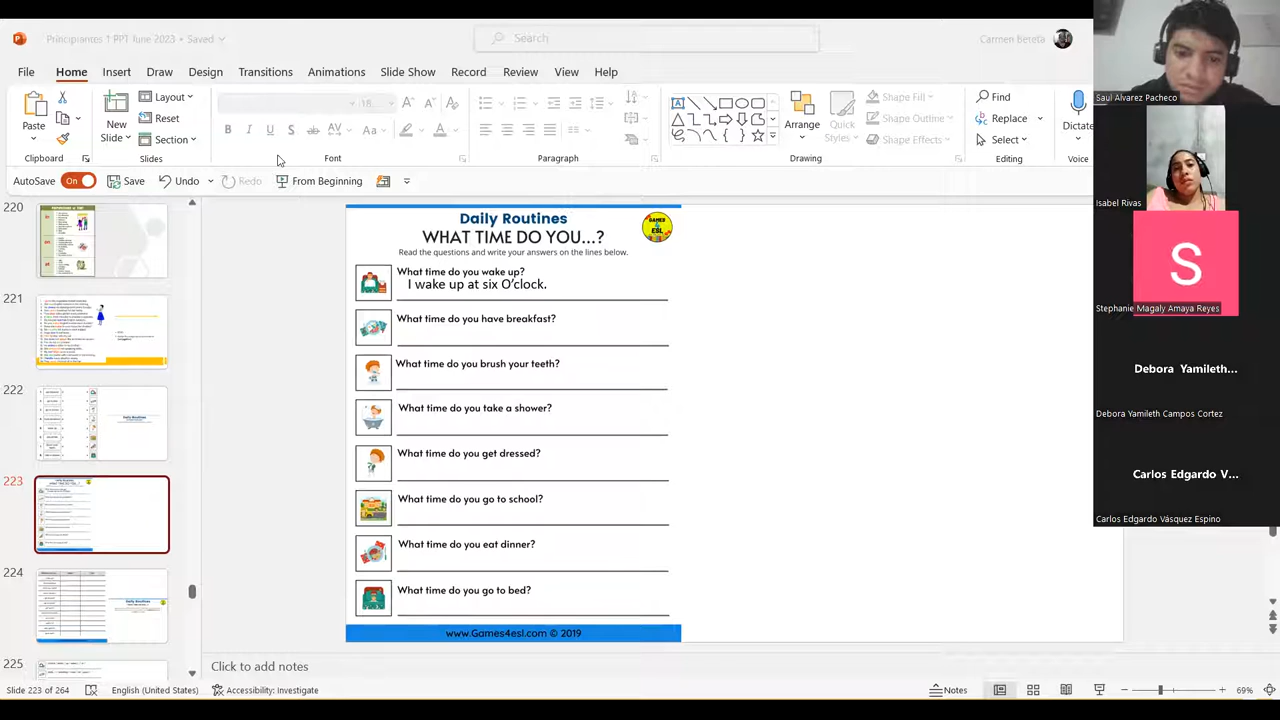 Principiantes 1 PPT June 2023 • Saved
Search
Carmen Beteta
File Home Insert Draw Design Transitions Animations Slide Show Record Review View Help
Paste
New
Slide
Layout
Reset
Section
18
Arrange
Quick
Styles
Shape Fill
Shape Outline
Shape Effects
Find
Replace
Select
Dictate
Clipboard
Slides
Font
Paragraph
Drawing
Editing
Voice
AutoSave On Save Undo Redo From Beginning
220
221
222
223
224
225
Daily Routines
WHAT TIME DO YOU...?
Read the questions and write your answers on the lines below.
GAMES
4
ESL
What time do you wake up?
I wake up at six O'clock.
What time do you eat breakfast?
What time do you brush your teeth?
What time do you take a shower?
What time do you get dressed?
What time do you go to school?
What time do you eat dinner?
What time do you go to bed?
www.Games4esl.com © 2019
Click to add notes
Slide 223 of 264
English (United States)
Accessibility: Investigate
Notes
69%
Saul Alvarez Pacheco
Isabel Rivas
S
Stephanie Magaly Amaya Reyes
Debora Yamileth...
Debora Yamileth Campos Cortez
Carlos Edgardo V...
Carlos Edgardo Vásquez Espino